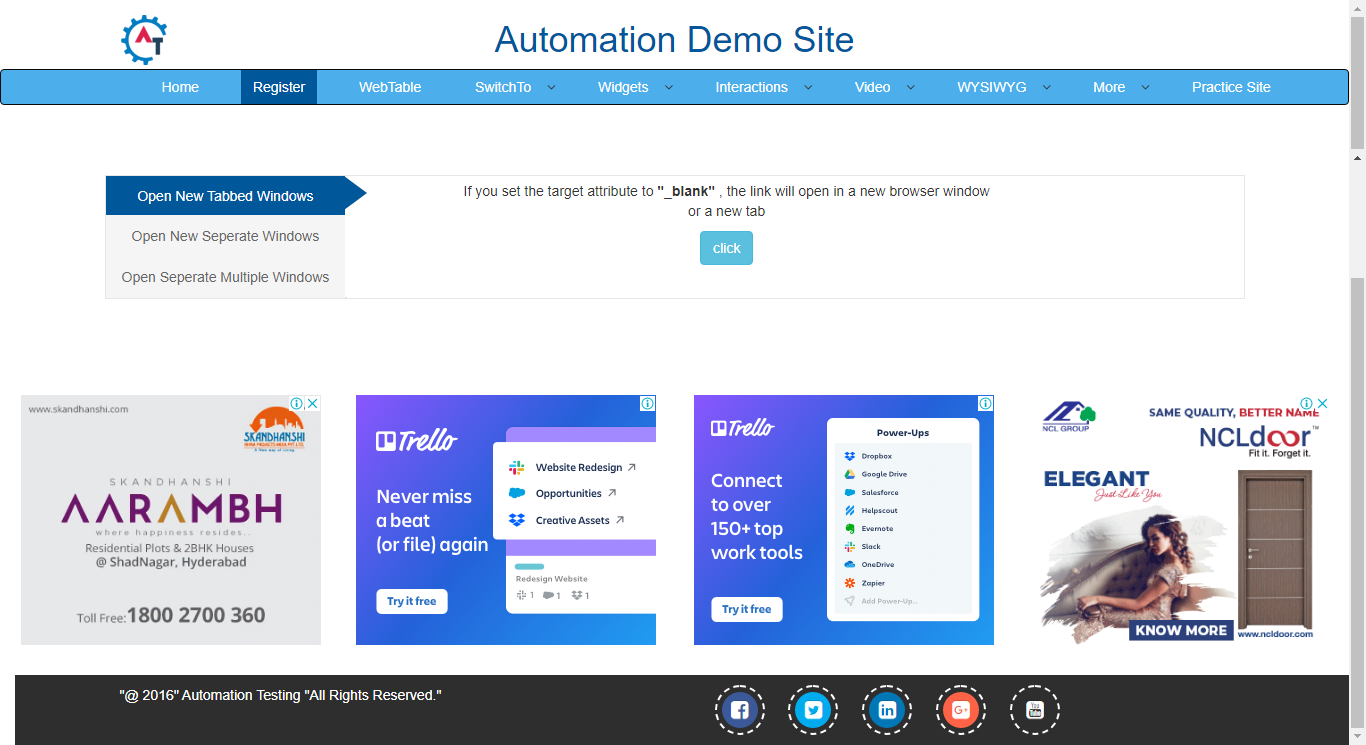 AT
Automation Demo Site
Home Register WebTable SwitchTo Widgets Interactions Video WYSIWYG More Practice Site
Open New Tabbed Windows
Open New Seperate Windows
Open Seperate Multiple Windows
If you set the target attribute to "_blank" , the link will open in a new browser window
or a new tab
click
www.skandhanshi.com
SKANDHANSHI
SKANDHANSHI
AARAMBH
where happiness resides..
Residential Plots & 2BHK Houses
@ ShadNagar, Hyderabad
Toll Free:1800 2700 360
Trello
Never miss
a beat
(or file) again
Try it free
Website Redesign
Opportunities
Creative Assets
Redesign Website
1 1 1
Trello
Connect
to over
150+ top
work tools
Try it free
Power-Ups
Dropbox
Google Drive
Salesforce
Helpscout
Evernote
Slack
OneDrive
Zapier
Add Power-Up...
NCL GROUP
SAME QUALITY, BETTER NAME
NCLdoor™
Fit it. Forget it.
ELEGANT
Just Like You
KNOW MORE
www.ncldoor.com
"@ 2016" Automation Testing "All Rights Reserved."
You
Tube